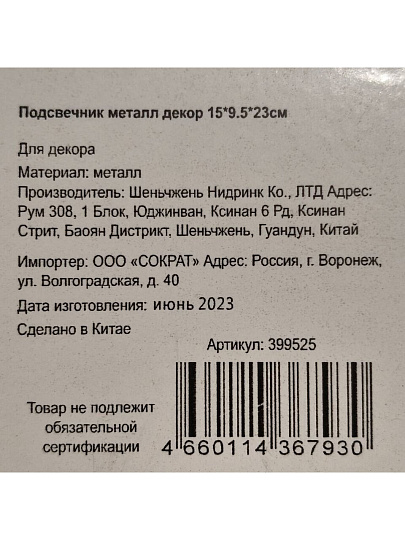 Подсвечник металл декор 15*9.5*23см
Для декора
Материал: металл
Производитель: Шеньчжень Нидринк Ко., ЛТД Адрес:
Рум 308, 1 Блок, Юджинван, Ксинан 6 Рд, Ксинан
Стрит, Баоян Дистрикт, Шеньчжень, Гуандун, Китай
Импортер: ООО «СОКРАТ» Адрес: Россия, г. Воронеж,
ул. Волгоградская, д. 40
Дата изготовления: июнь 2023
Сделано в Китае
Артикул: 399525
Товар не подлежит
обязательной
сертификации
4 660114 367930